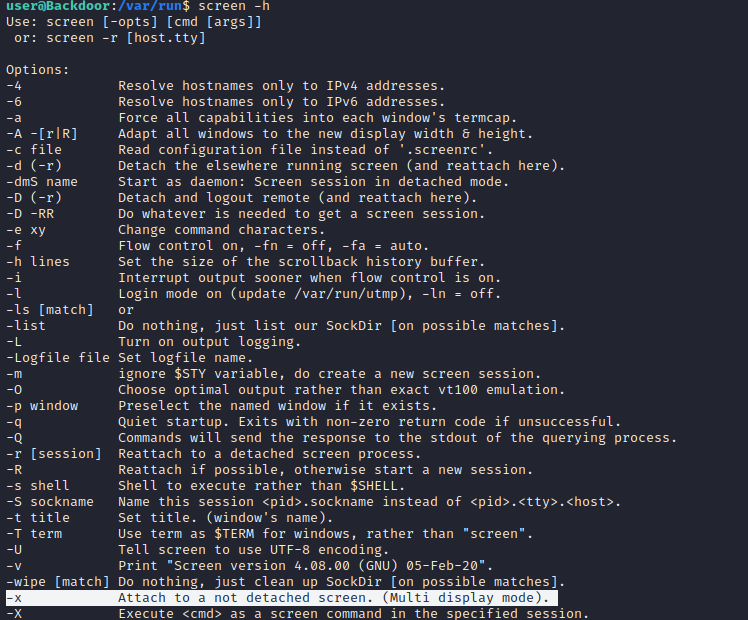 user@Backdoor:/var/run$ screen -h
Use: screen [-opts] [cmd [args]]
 or: screen -r [host.tty]

Options:
-4            Resolve hostnames only to IPv4 addresses.
-6            Resolve hostnames only to IPv6 addresses.
-a            Force all capabilities into each window's termcap.
-A -[r|R]     Adapt all windows to the new display width & height.
-c file       Read configuration file instead of '.screenrc'.
-d (-r)       Detach the elsewhere running screen (and reattach here).
-dmS name     Start as daemon: Screen session in detached mode.
-D (-r)       Detach and logout remote (and reattach here).
-D -RR        Do whatever is needed to get a screen session.
-e xy         Change command characters.
-f            Flow control on, -fn = off, -fa = auto.
-h lines      Set the size of the scrollback history buffer.
-i            Interrupt output sooner when flow control is on.
-l            Login mode on (update /var/run/utmp), -ln = off.
-ls [match]   or
-list         Do nothing, just list our SockDir [on possible matches].
-L            Turn on output logging.
-Logfile file Set logfile name.
-m            ignore $STY variable, do create a new screen session.
-O            Choose optimal output rather than exact vt100 emulation.
-p window     Preselect the named window if it exists.
-q            Quiet startup. Exits with non-zero return code if unsuccessful.
-Q            Commands will send the response to the stdout of the querying process.
-r [session]  Reattach to a detached screen process.
-R            Reattach if possible, otherwise start a new session.
-s shell      Shell to execute rather than $SHELL.
-S sockname   Name this session <pid>.sockname instead of <pid>.<tty>.<host>.
-t title      Set title. (window's name).
-T term       Use term as $TERM for windows, rather than "screen".
-U            Tell screen to use UTF-8 encoding.
-v            Print "Screen version 4.08.00 (GNU) 05-Feb-20".
-wipe [match] Do nothing, just clean up SockDir [on possible matches].
-x            Attach to a not detached screen. (Multi display mode).
-X            Execute <cmd> as a screen command in the specified session.